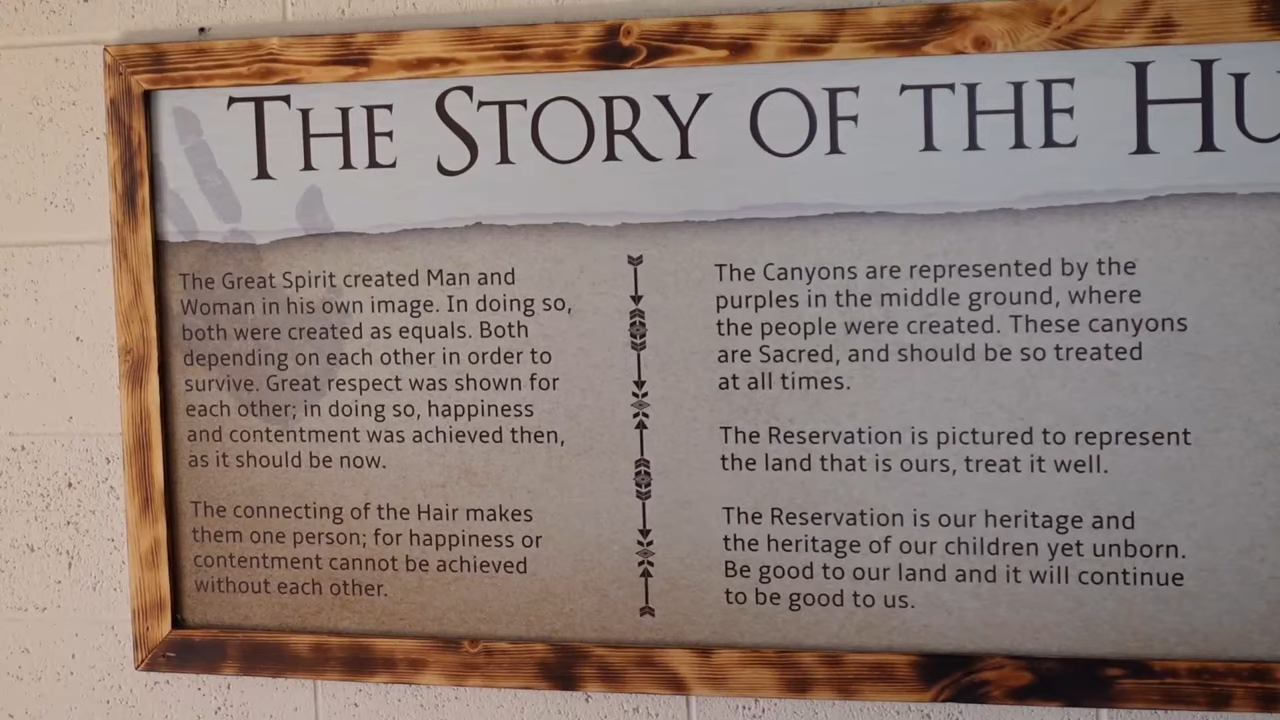 THE STORY OF THE HU
The Great Spirit created Man and
Woman in his own image. In doing so,
both were created as equals. Both
depending on each other in order to
survive. Great respect was shown for
each other; in doing so, happiness
and contentment was achieved then,
as it should be now.
The connecting of the Hair makes
them one person; for happiness or
contentment cannot be achieved
without each other.
The Canyons are represented by the
purples in the middle ground, where
the people were created. These canyons
are Sacred, and should be so treated
at all times.
The Reservation is pictured to represent
the land that is ours, treat it well.
The Reservation is our heritage and
the heritage of our children yet unborn.
Be good to our land and it will continue
to be good to us.